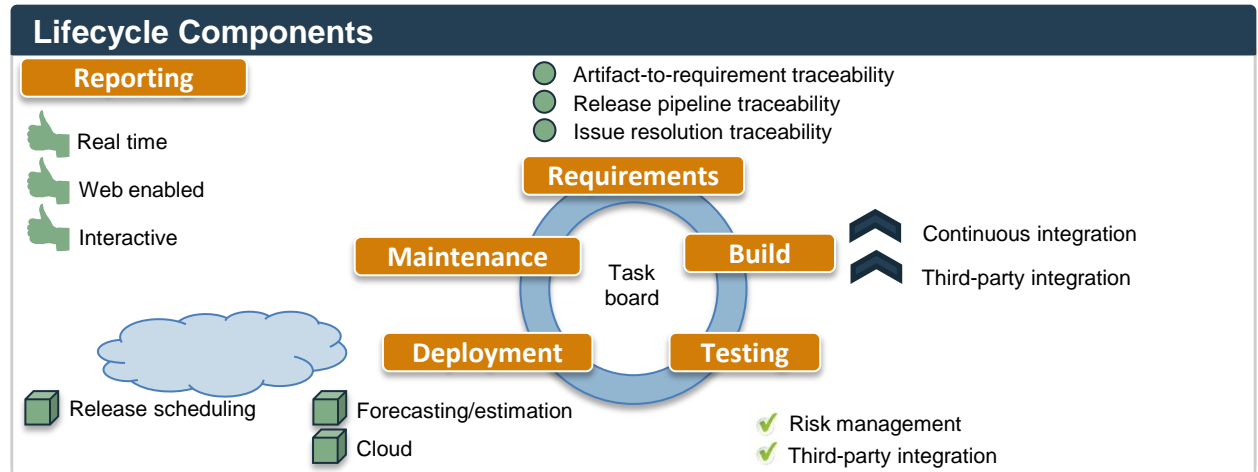 Lifecycle Components
Reporting
Real time
Web enabled
Interactive
Artifact-to-requirement traceability
Release pipeline traceability
Issue resolution traceability
Requirements
Maintenance
Build
Task
board
Continuous integration
Third-party integration
Deployment
Testing
Release scheduling
Forecasting/estimation
Cloud
Risk management
Third-party integration